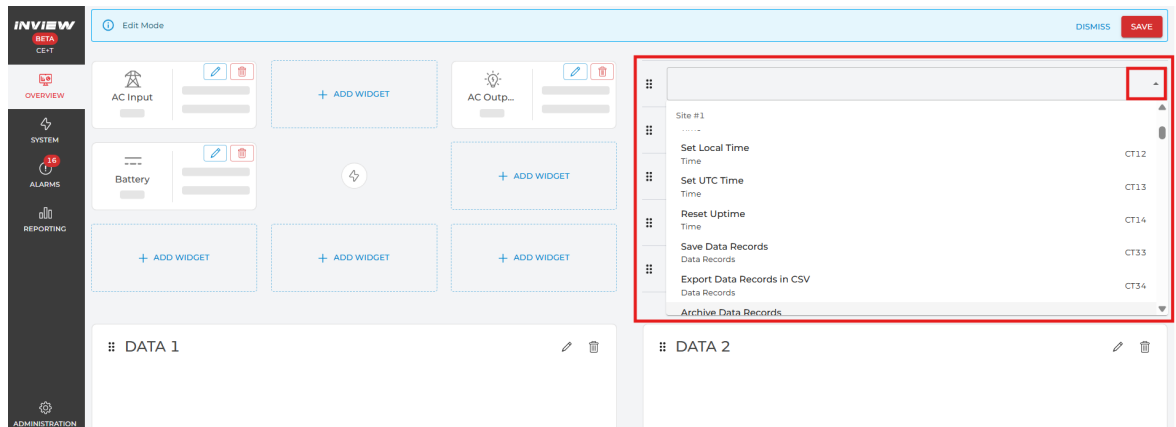 INVIEW
BETA
CE+T
OVERVIEW
SYSTEM
16
ALARMS
REPORTING
ADMINISTRATION
Edit Mode
DISMISS
SAVE
AC Input
+ ADD WIDGET
AC Outp...
Battery
+ ADD WIDGET
+ ADD WIDGET
+ ADD WIDGET
+ ADD WIDGET
Site #1
Set Local Time
Time
CT12
Set UTC Time
Time
CT13
Reset Uptime
Time
CT14
Save Data Records
Data Records
CT33
Export Data Records in CSV
Data Records
CT34
Archive Data Records
DATA 1
DATA 2